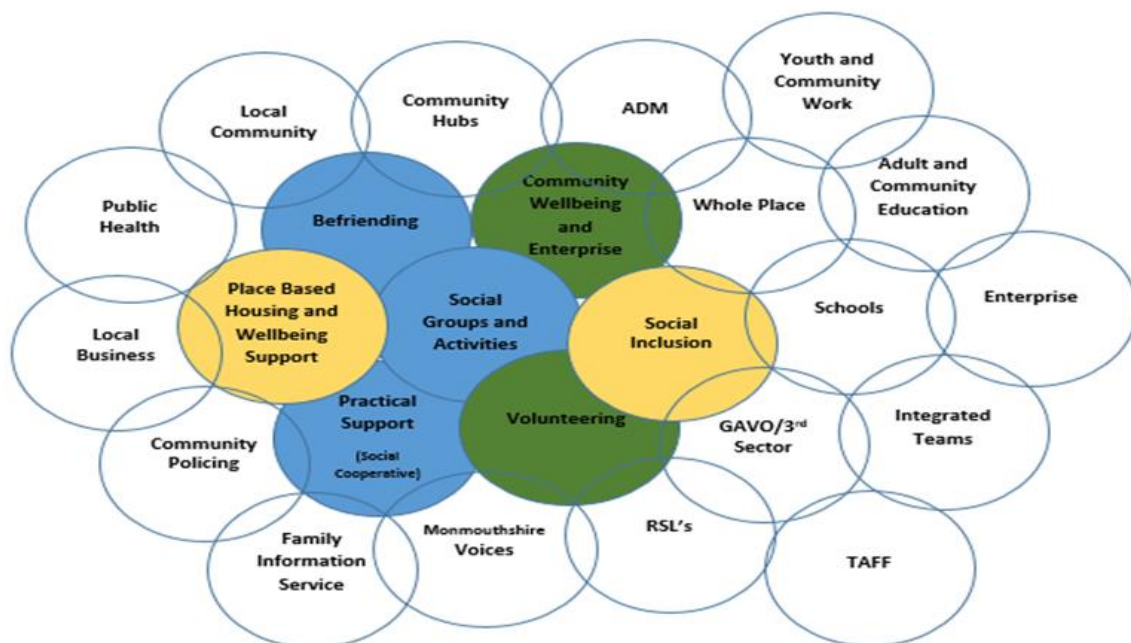 Youth and
Community
Work
Local
Community
Community
Hubs
ADM
Adult and
Community
Education
Public
Health
Befriending
Community
Wellbeing
and
Enterprise
Whole Place
Place Based
Housing and
Wellbeing
Support
Social
Groups and
Activities
Social
Inclusion
Schools
Enterprise
Local
Business
Practical
Support
(Social
Cooperative)
Volunteering
GAVO/3rd
Sector
Integrated
Teams
Community
Policing
Family
Information
Service
Monmouthshire
Voices
RSL's
TAFF